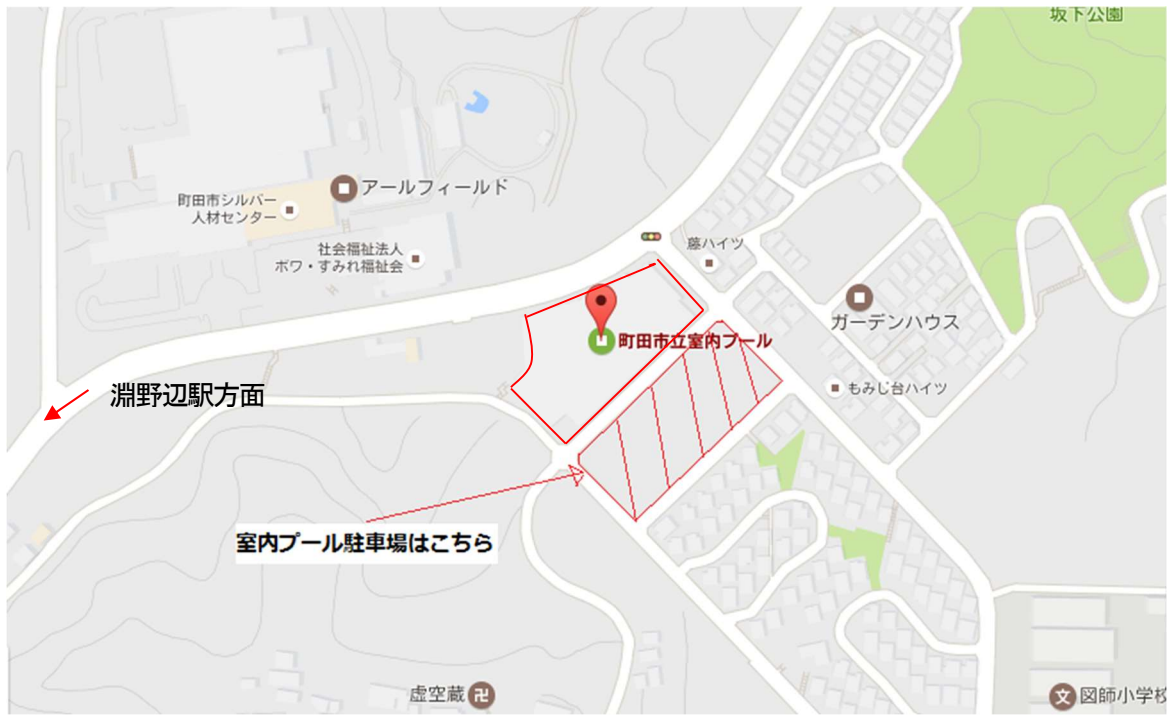 坂下公園
アールフィールド
町田市シルバー
人材センター
社会福祉法人
ボワ・すみれ福祉会
藤ハイツ
ガーデンハウス
町田市立室内プール
もみじ台ハイツ
淵野辺駅方面
室内プール駐車場はこちら
虚空蔵
図師小学校